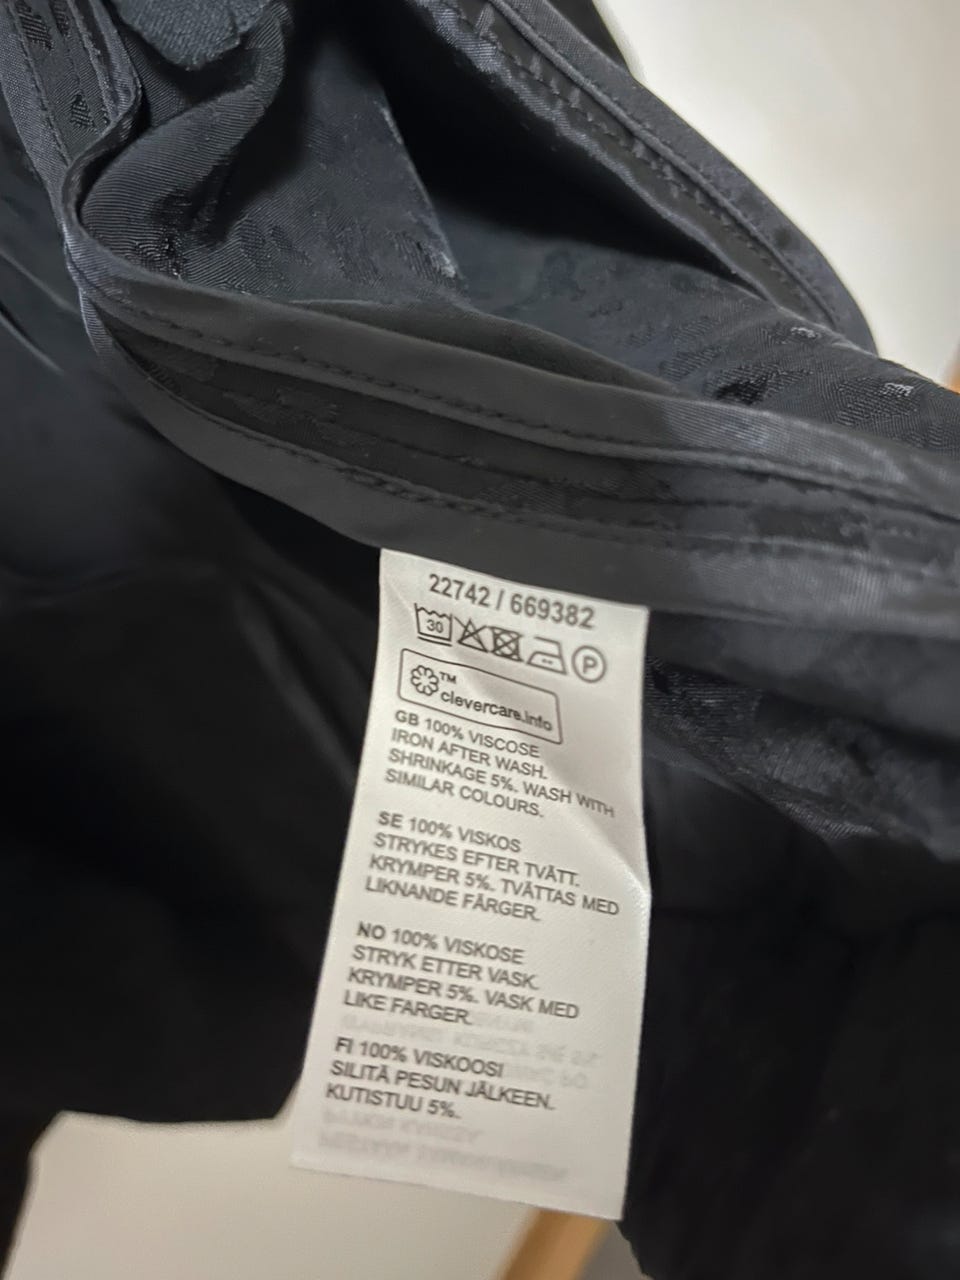 22742 / 669382
30
P
TM
clevercare.info
GB 100% VISCOSE
IRON AFTER WASH.
SHRINKAGE 5%. WASH WITH
SIMILAR COLOURS.
SE 100% VISKOS
STRYKES EFTER TVÄTT.
KRYMPER 5%. TVÄTTAS MED
LIKNANDE FÄRGER.
NO 100% VISKOSE
STRYK ETTER VASK.
KRYMPER 5%. VASK MED
LIKE FARGER.
FI 100% VISKOOSI
SILITÄ PESUN JÄLKEEN.
KUTISTUU 5%.